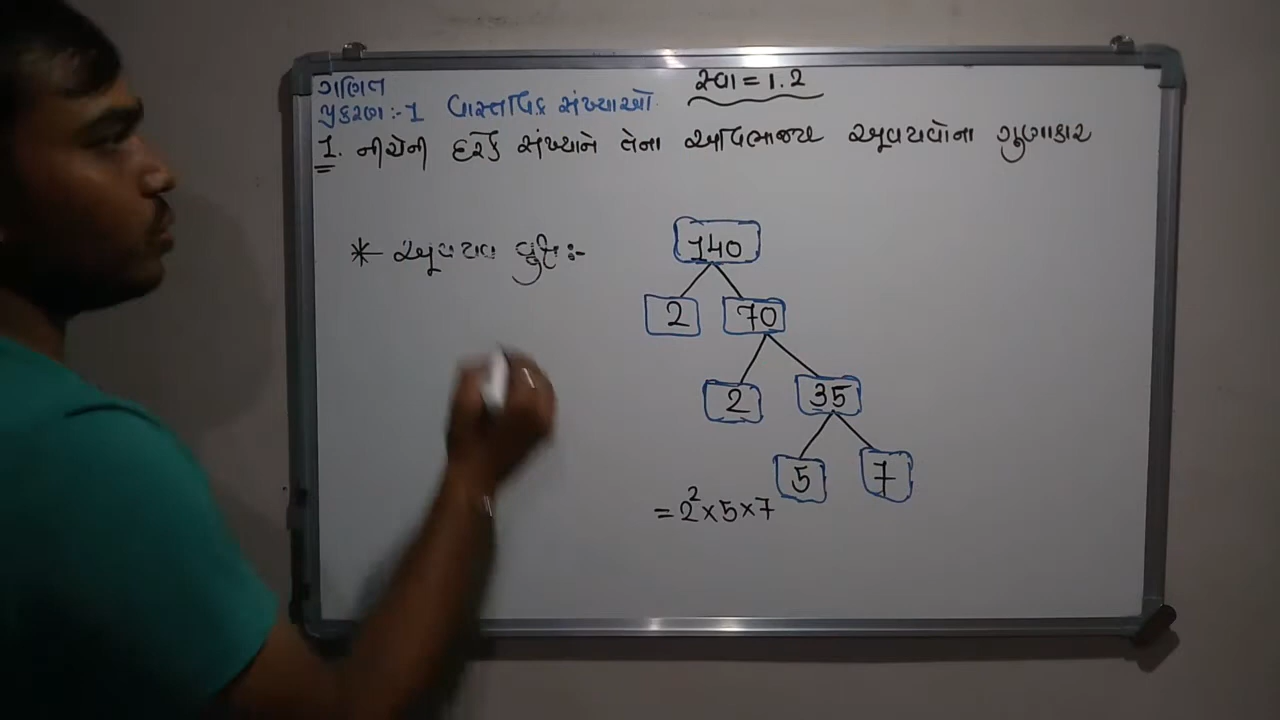 ગણિત
પ્રકરણ:-1 વાસ્તવિક સંખ્યાઓ સ્વા = 1.2
1. નીચેની દરેક સંખ્યાને તેના અવિભાજ્ય અવયવોના ગુણાકાર
* અવયવ વૃક્ષ:-
140
2 70
2 35
5 7
= 2² × 5 × 7